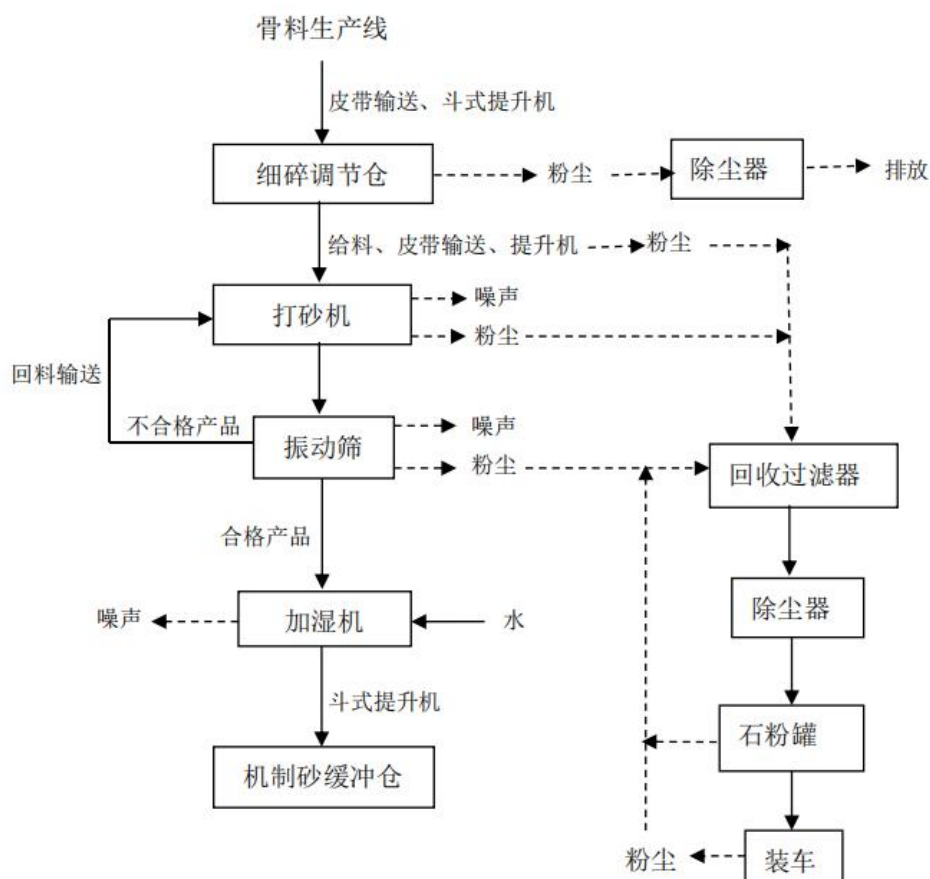 骨料生产线
皮带输送、斗式提升机
细碎调节仓
粉尘
除尘器
排放
给料、皮带输送、提升机
粉尘
打砂机
噪声
粉尘
回料输送
不合格产品
振动筛
噪声
粉尘
回收过滤器
合格产品
除尘器
噪声
加湿机
水
斗式提升机
石粉罐
机制砂缓冲仓
粉尘
装车